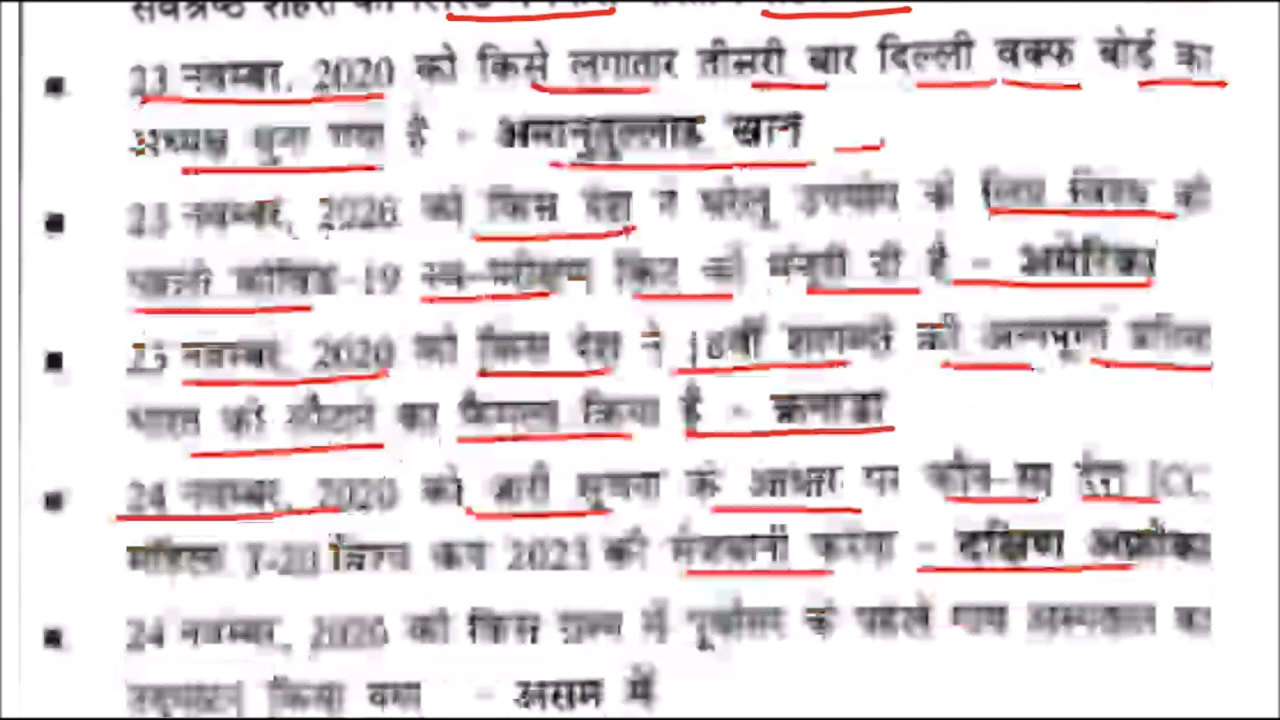 सर्वश्रेष्ठ शहरों की लिस्ट में
23 नवम्बर, 2020 को किसे लगातार तीसरी बार दिल्ली वक्फ बोर्ड का
अध्यक्ष चुना गया है - अमानुतुल्लाह खान
23 नवम्बर, 2020 को किस देश ने घरेलू उपयोग के लिए विश्व की
पहली कोविड-19 स्व-परीक्षण किट को मंजूरी दी है - अमेरिका
23 नवम्बर, 2020 को किस देश ने 18वीं शताब्दी की अन्नपूर्णा प्रतिमा
भारत को लौटाने का फैसला किया है - कनाडा
24 नवम्बर, 2020 को जारी सूचना के आधार पर कौन-सा देश ICC
महिला T-20 विश्व कप 2023 की मेजबानी करेगा - दक्षिण अफ्रीका
24 नवम्बर, 2020 को किस राज्य में पूर्वोत्तर के पहले गाय अस्पताल का
उद्घाटन किया गया - असम में